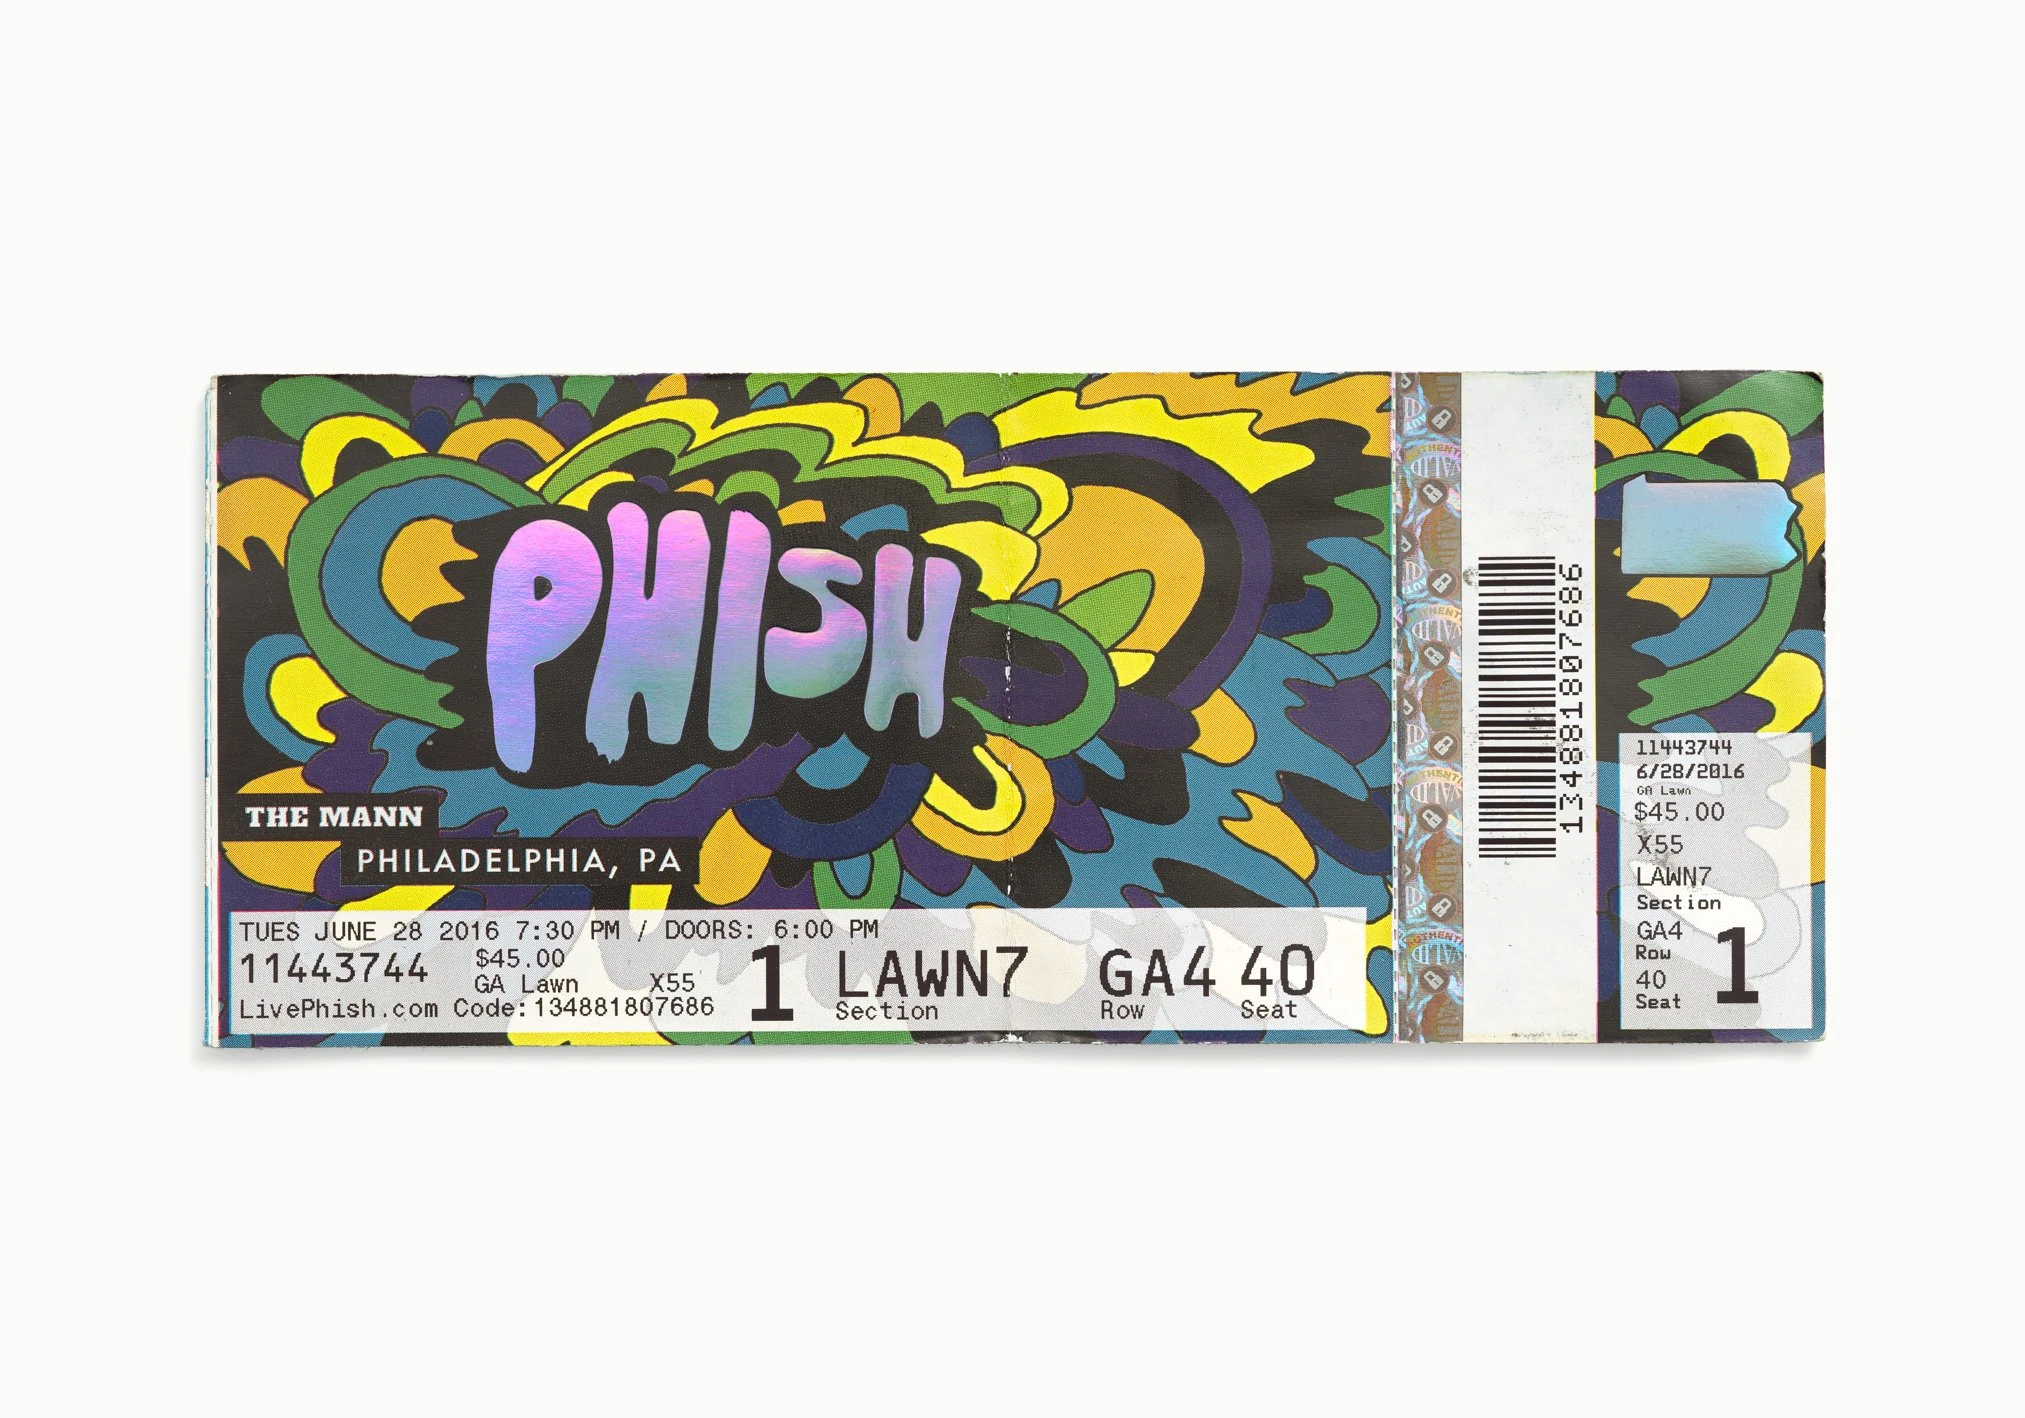 PHISH
THE MANN
PHILADELPHIA, PA
TUES JUNE 28 2016 7:30 PM / DOORS: 6:00 PM
11443744
$45.00
GA Lawn X55
LivePhish.com Code:134881807686
1
LAWN7
Section
GA4
Row
40
Seat
VALID
AUTHENTIC
134881807686
11443744
6/28/2016
GA Lawn
$45.00
X55
LAWN7
Section
GA4
Row
40
Seat
1